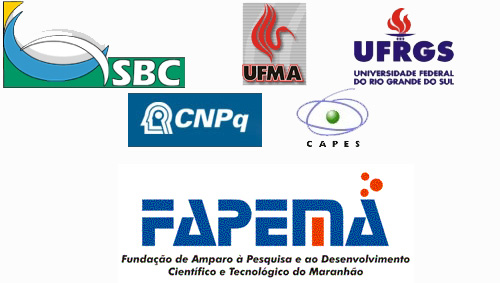 SBC
UFMA
UFRGS
UNIVERSIDADE FEDERAL
DO RIO GRANDE DO SUL
CNPq
CAPES
FAPEMA
Fundação de Amparo à Pesquisa e ao Desenvolvimento
Científico e Tecnológico do Maranhão